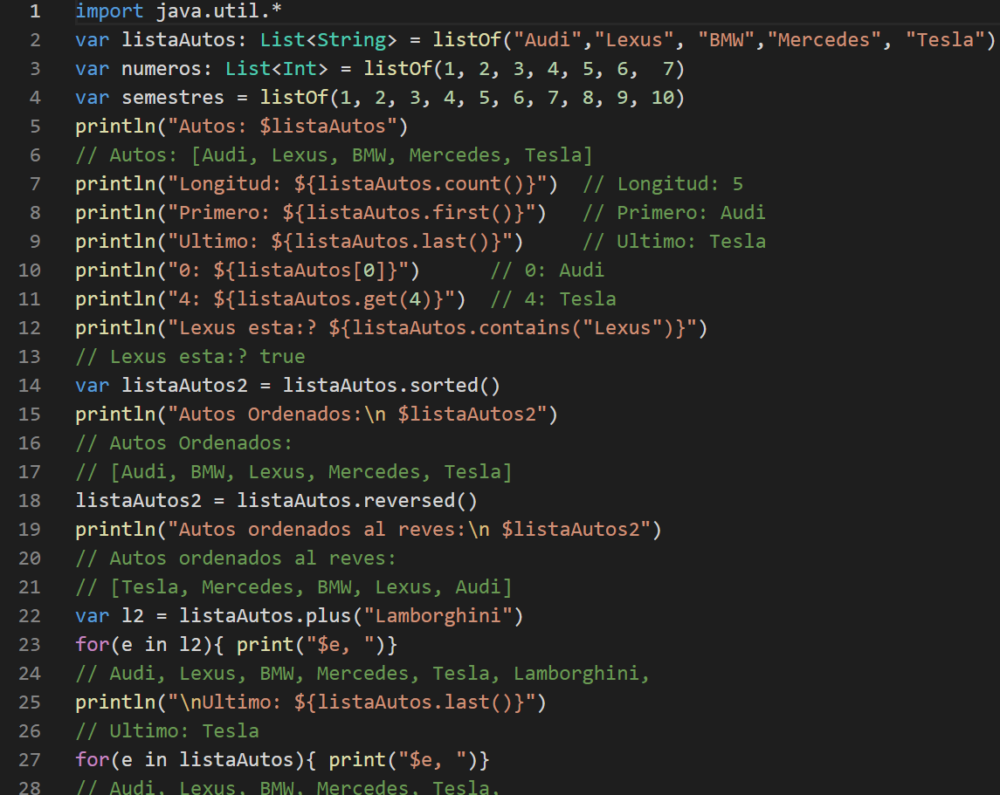 1 import java.util.*
2 var listaAutos: List<String> = listOf("Audi","Lexus", "BMW","Mercedes", "Tesla")
3 var numeros: List<Int> = listOf(1, 2, 3, 4, 5, 6,  7)
4 var semestres = listOf(1, 2, 3, 4, 5, 6, 7, 8, 9, 10)
5 println("Autos: $listaAutos")
6 // Autos: [Audi, Lexus, BMW, Mercedes, Tesla]
7 println("Longitud: ${listaAutos.count()}")  // Longitud: 5
8 println("Primero: ${listaAutos.first()}")   // Primero: Audi
9 println("Ultimo: ${listaAutos.last()}")     // Ultimo: Tesla
10 println("0: ${listaAutos[0]}")      // 0: Audi
11 println("4: ${listaAutos.get(4)}")  // 4: Tesla
12 println("Lexus esta:? ${listaAutos.contains("Lexus")}")
13 // Lexus esta:? true
14 var listaAutos2 = listaAutos.sorted()
15 println("Autos Ordenados:\n $listaAutos2")
16 // Autos Ordenados:
17 // [Audi, BMW, Lexus, Mercedes, Tesla]
18 listaAutos2 = listaAutos.reversed()
19 println("Autos ordenados al reves:\n $listaAutos2")
20 // Autos ordenados al reves:
21 // [Tesla, Mercedes, BMW, Lexus, Audi]
22 var l2 = listaAutos.plus("Lamborghini")
23 for(e in l2){ print("$e, ")}
24 // Audi, Lexus, BMW, Mercedes, Tesla, Lamborghini,
25 println("\nUltimo: ${listaAutos.last()}")
26 // Ultimo: Tesla
27 for(e in listaAutos){ print("$e, ")}
28 // Audi, Lexus, BMW, Mercedes, Tesla,